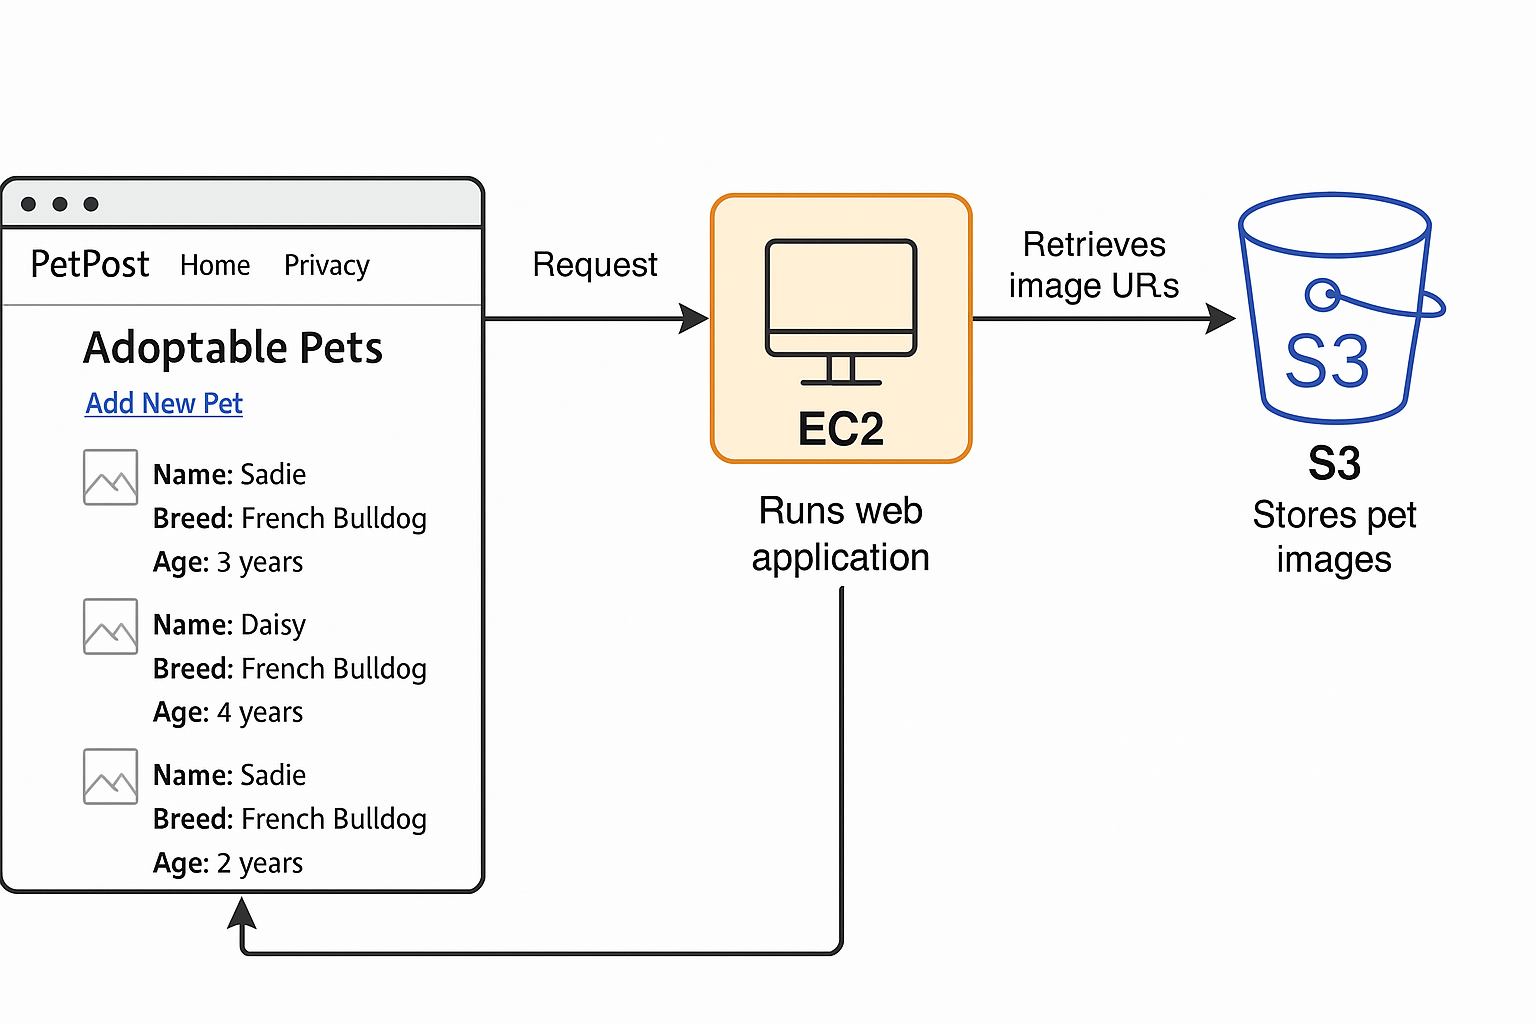 PetPost Home Privacy
Adoptable Pets
Add New Pet
Name: Sadie
Breed: French Bulldog
Age: 3 years
Name: Daisy
Breed: French Bulldog
Age: 4 years
Name: Sadie
Breed: French Bulldog
Age: 2 years
Request
EC2
Runs web
application
Retrieves
image URs
S3
S3
Stores pet
images